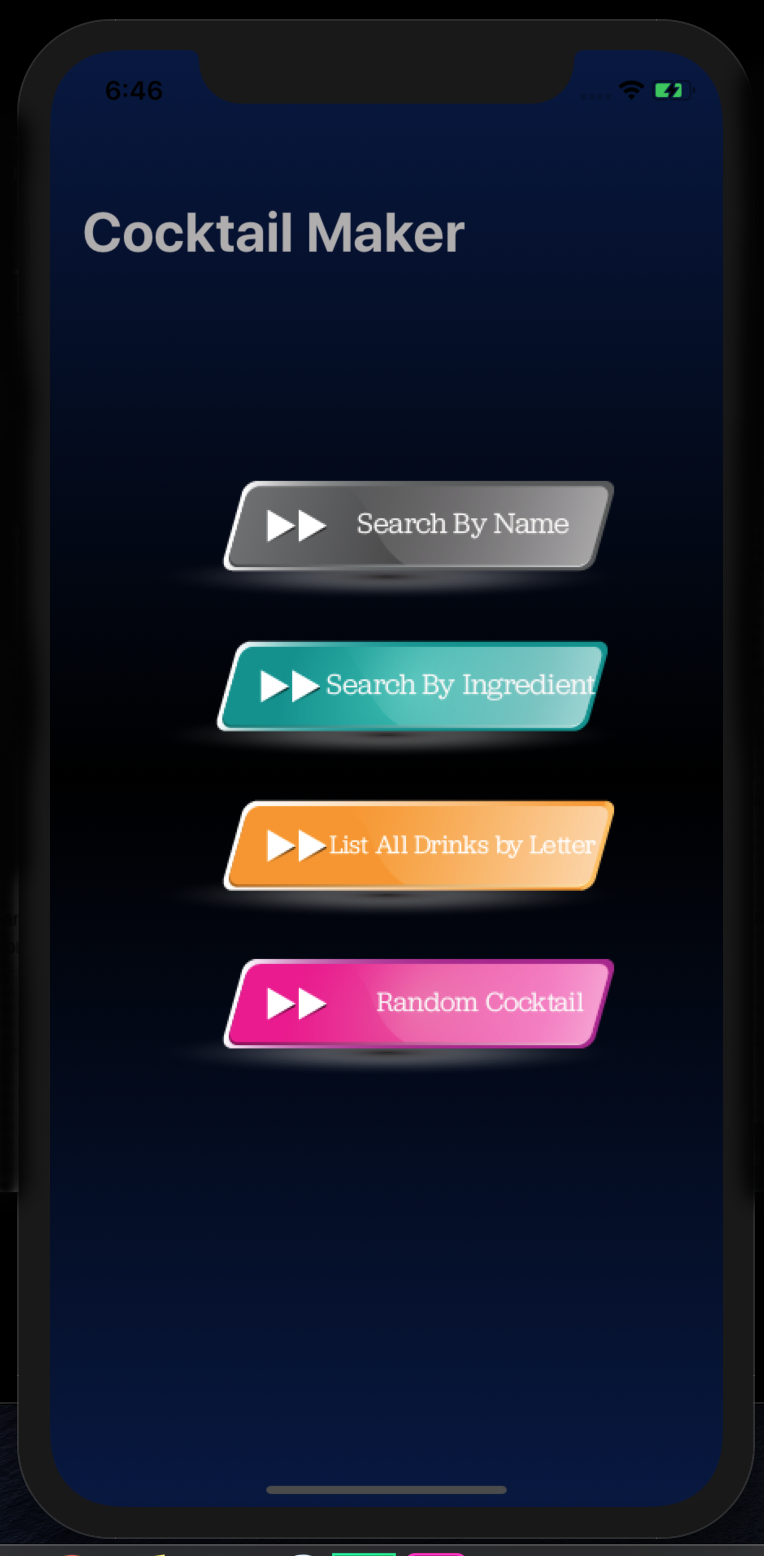 6:46
Cocktail Maker
Search By Name
Search By Ingredient
List All Drinks by Letter
Random Cocktail